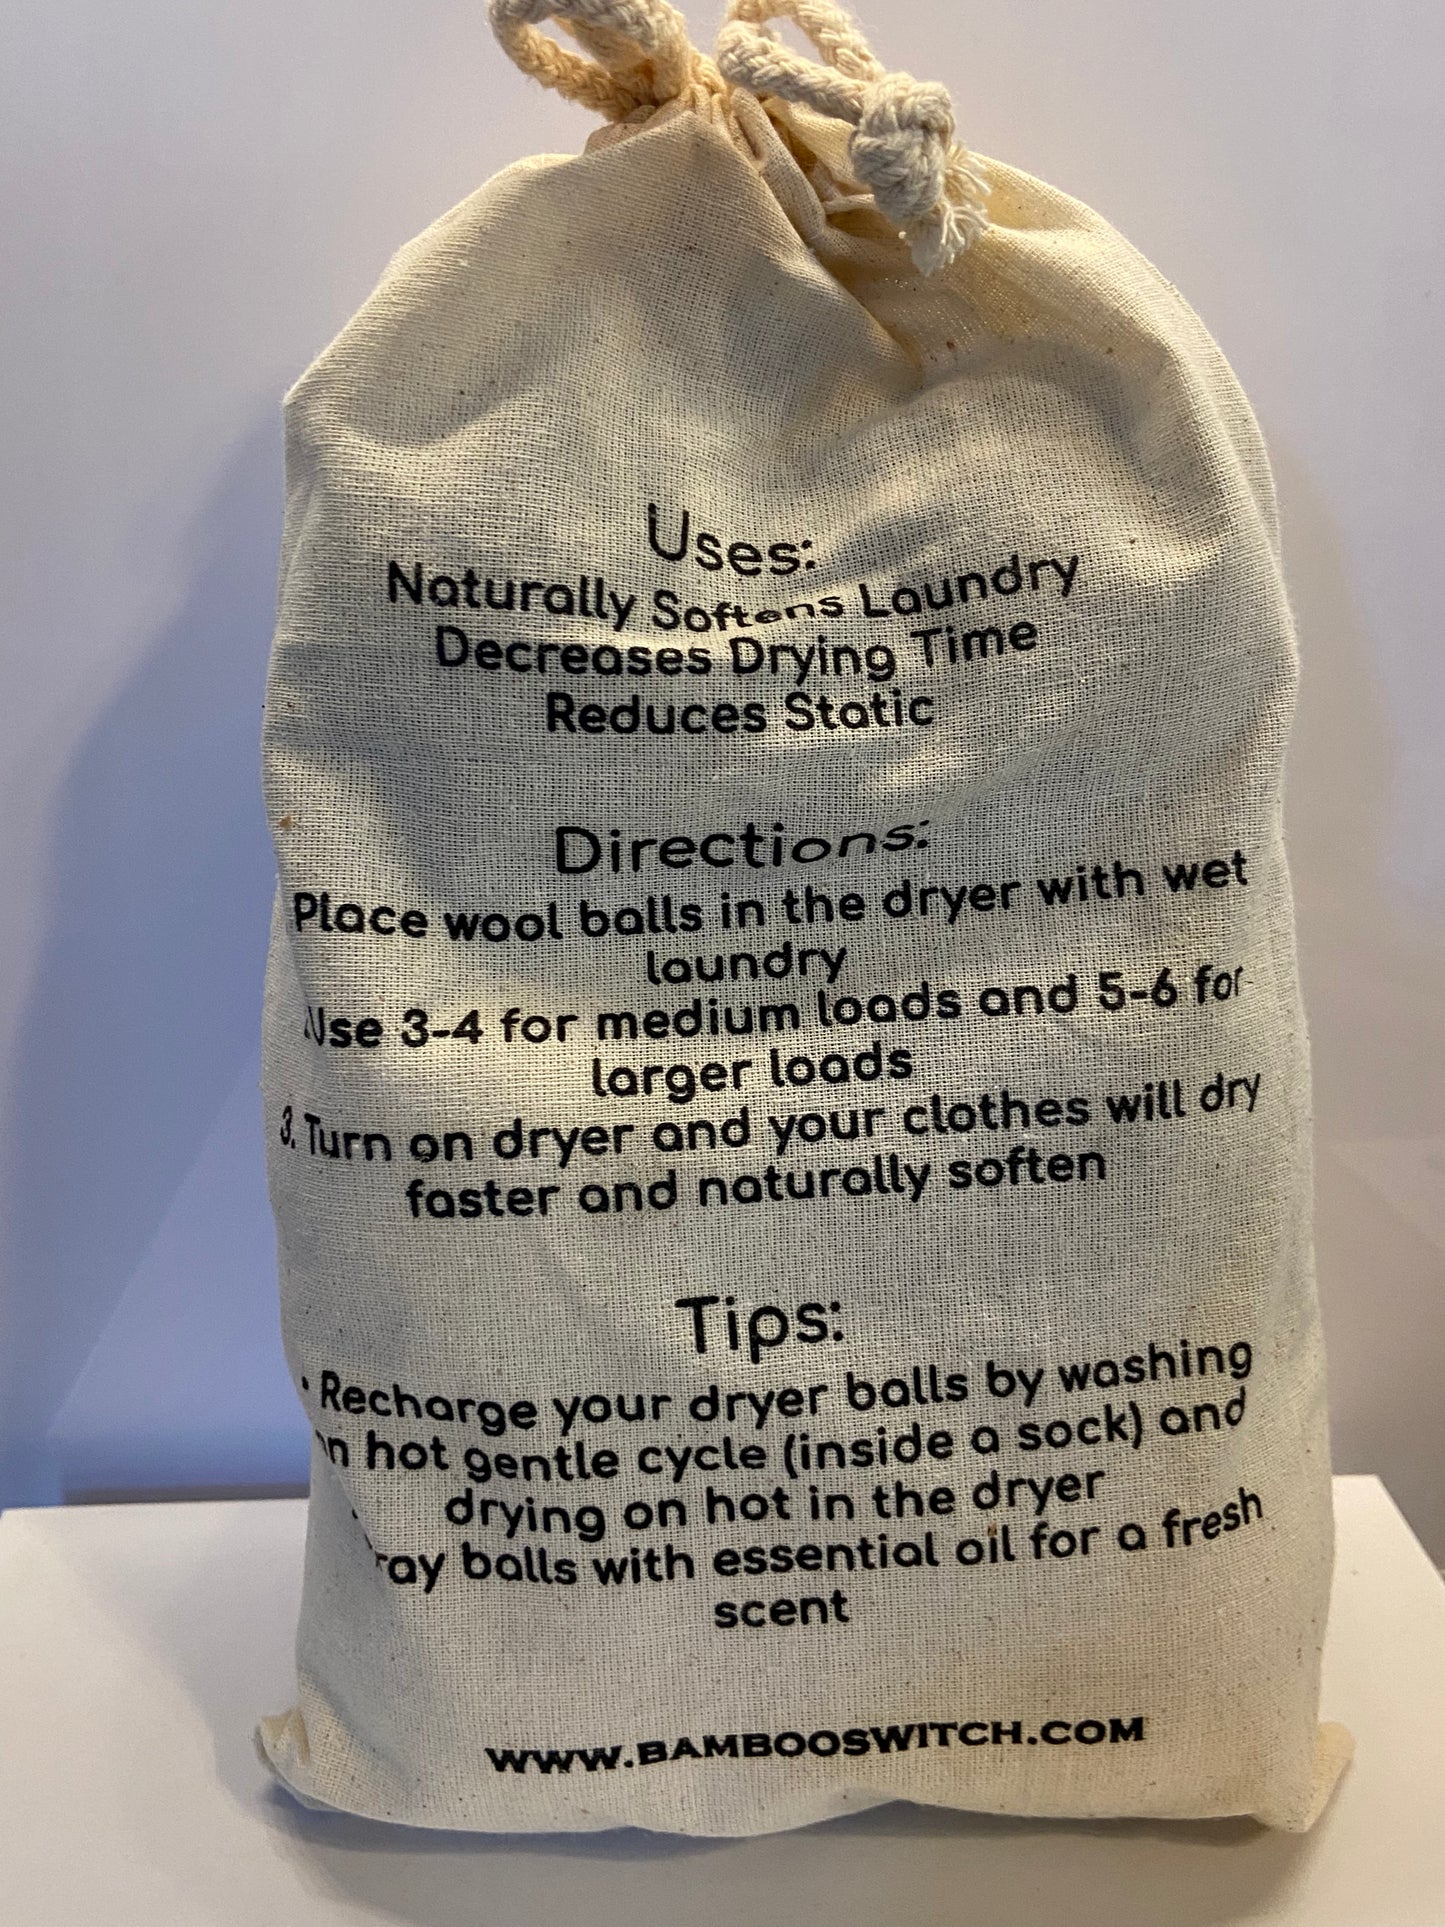 Uses:
Naturally Softens Laundry
Decreases Drying Time
Reduces Static
Directions:
Place wool balls in the dryer with wet
laundry
Use 3-4 for medium loads and 5-6 for
larger loads
3. Turn on dryer and your clothes will dry
faster and naturally soften
Tips:
• Recharge your dryer balls by washing
on hot gentle cycle (inside a sock) and
drying on hot in the dryer
balls with essential oil for a fresh
scent
WWW.BAMBOOSWITCH.COM